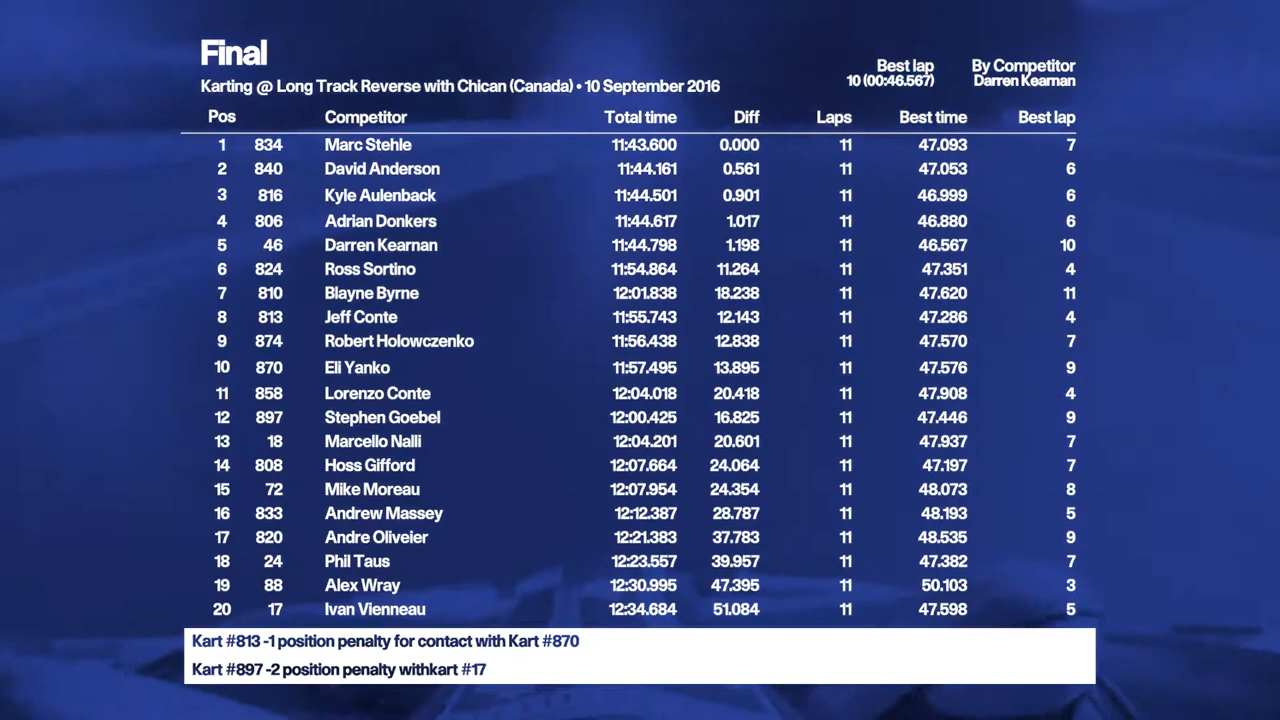 Final
Karting @ Long Track Reverse with Chican (Canada) • 10 September 2016
Best lap By Competitor
10 (00:46.567) Darren Kearnan
Pos Competitor Total time Diff Laps Best time Best lap
1 834 Marc Stehle 11:43.600 0.000 11 47.093 7
2 840 David Anderson 11:44.161 0.561 11 47.053 6
3 816 Kyle Aulenback 11:44.501 0.901 11 46.999 6
4 806 Adrian Donkers 11:44.617 1.017 11 46.880 6
5 46 Darren Kearnan 11:44.798 1.198 11 46.567 10
6 824 Ross Sortino 11:54.864 11.264 11 47.351 4
7 810 Blayne Byrne 12:01.838 18.238 11 47.620 11
8 813 Jeff Conte 11:55.743 12.143 11 47.286 4
9 874 Robert Holowczenko 11:56.438 12.838 11 47.570 7
10 870 Eli Yanko 11:57.495 13.895 11 47.576 9
11 858 Lorenzo Conte 12:04.018 20.418 11 47.908 4
12 897 Stephen Goebel 12:00.425 16.825 11 47.446 9
13 18 Marcello Nalli 12:04.201 20.601 11 47.937 7
14 808 Hoss Gifford 12:07.664 24.064 11 47.197 7
15 72 Mike Moreau 12:07.954 24.354 11 48.073 8
16 833 Andrew Massey 12:12.387 28.787 11 48.193 5
17 820 Andre Oliveier 12:21.383 37.783 11 48.535 9
18 24 Phil Taus 12:23.557 39.957 11 47.382 7
19 88 Alex Wray 12:30.995 47.395 11 50.103 3
20 17 Ivan Vienneau 12:34.684 51.084 11 47.598 5
Kart #813 -1 position penalty for contact with Kart #870
Kart #897 -2 position penalty withkart #17